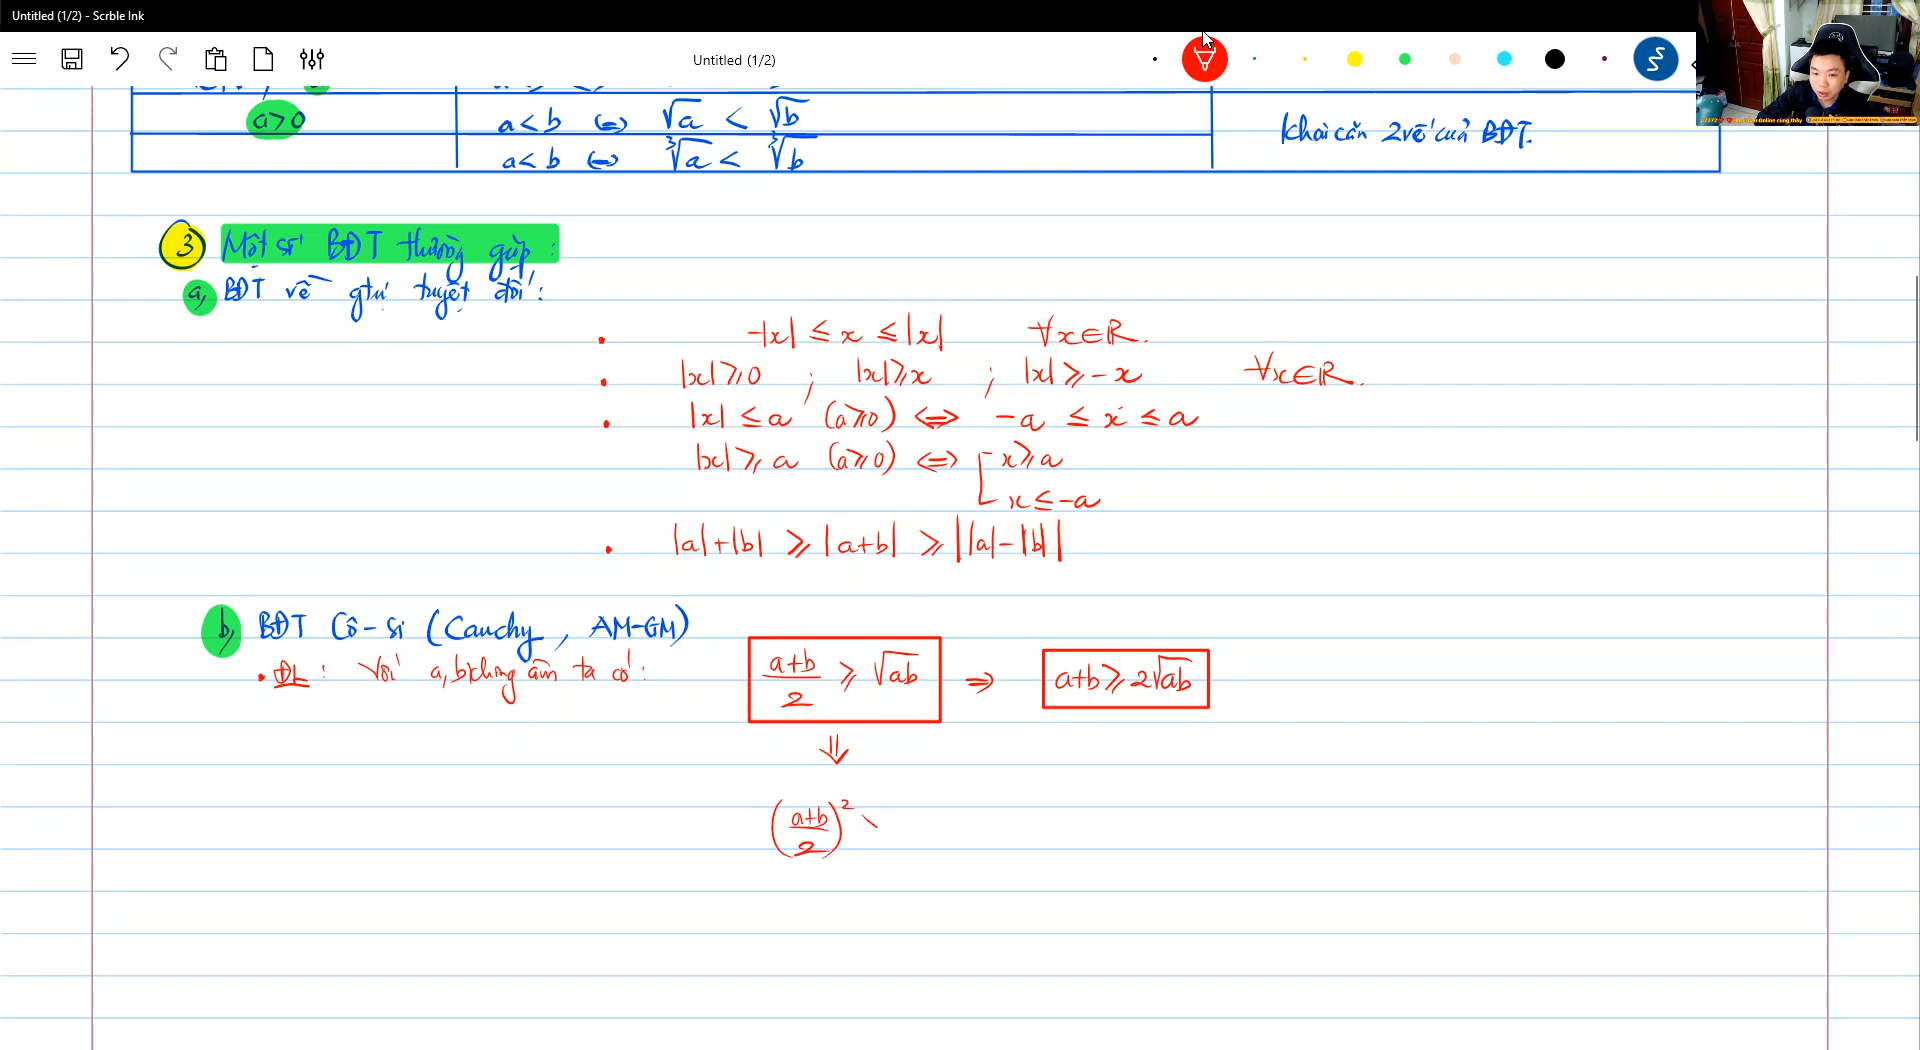 Untitled (1/2) - Scrble Ink
Untitled (1/2)
a>0
a<b ⇔ √a < √b
a<b ⇔ ∛a < ∛b
Khai căn 2 vế của BĐT.
3 Một số BĐT thường gặp :
a, BĐT về gtrị tuyệt đối :
• -|x| ≤ x ≤ |x| ∀x∈R.
• |x|≥0 ; |x|≥x ; |x|≥-x ∀x∈R.
• |x| ≤ a (a≥0) ⇔ -a ≤ x ≤ a
|x| ≥ a (a≥0) ⇔ [ x≥a
x≤-a
• |a|+|b| ≥ |a+b| ≥ ||a|-|b||
b, BĐT Cô-si (Cauchy, AM-GM)
• ĐL : Với a,b không âm ta có : (a+b)/2 ≥ √ab ⇒ a+b≥2√ab
⇓
((a+b)/2)²